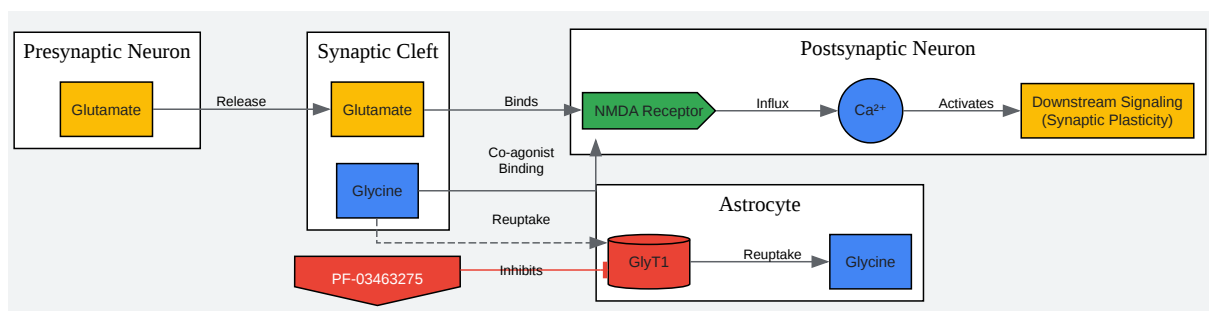 Presynaptic Neuron
Glutamate
Release
Synaptic Cleft
Glutamate
Glycine
Binds
Co-agonist
Binding
Reuptake
Postsynaptic Neuron
NMDA Receptor
Influx
Ca²⁺
Activates
Downstream Signaling
(Synaptic Plasticity)
Astrocyte
GlyT1
Reuptake
Glycine
PF-03463275
Inhibits